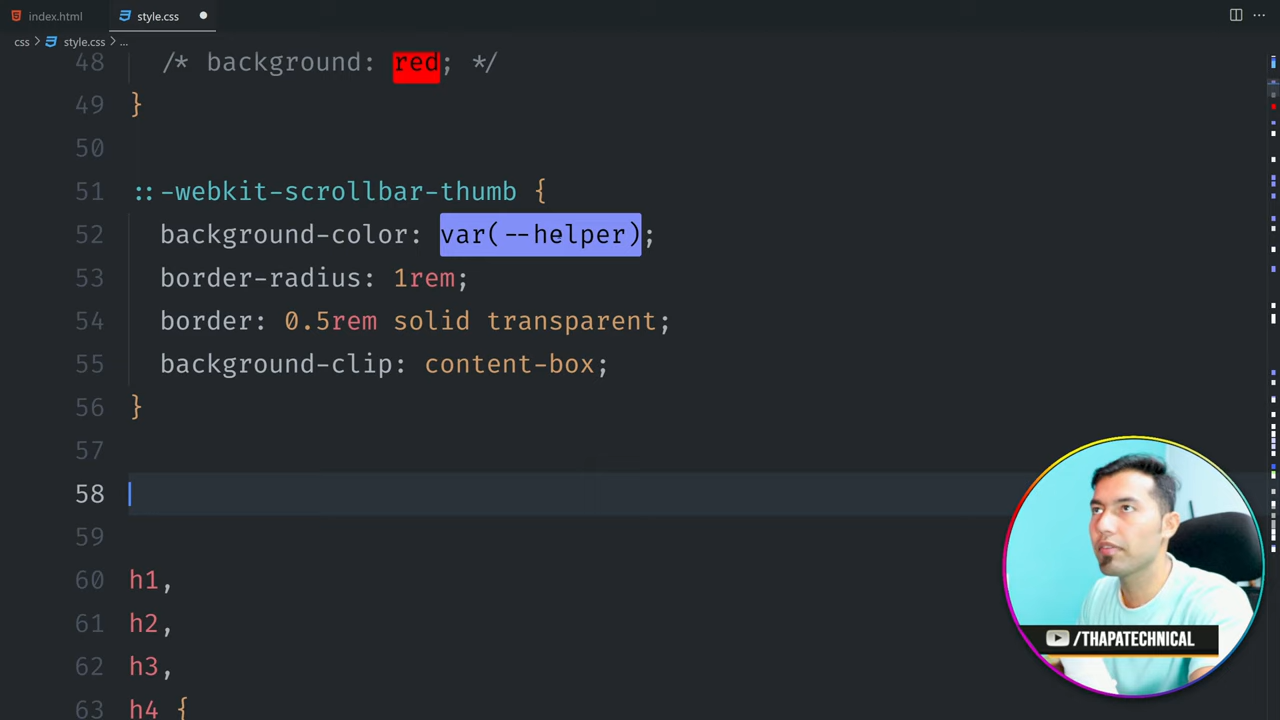 index.html
style.css
css > style.css > ...
48 /* background: red; */
49 }
50
51 ::-webkit-scrollbar-thumb {
52 background-color: var(--helper);
53 border-radius: 1rem;
54 border: 0.5rem solid transparent;
55 background-clip: content-box;
56 }
57
58
59
60 h1,
61 h2,
62 h3,
63 h4 {
/THAPATECHNICAL